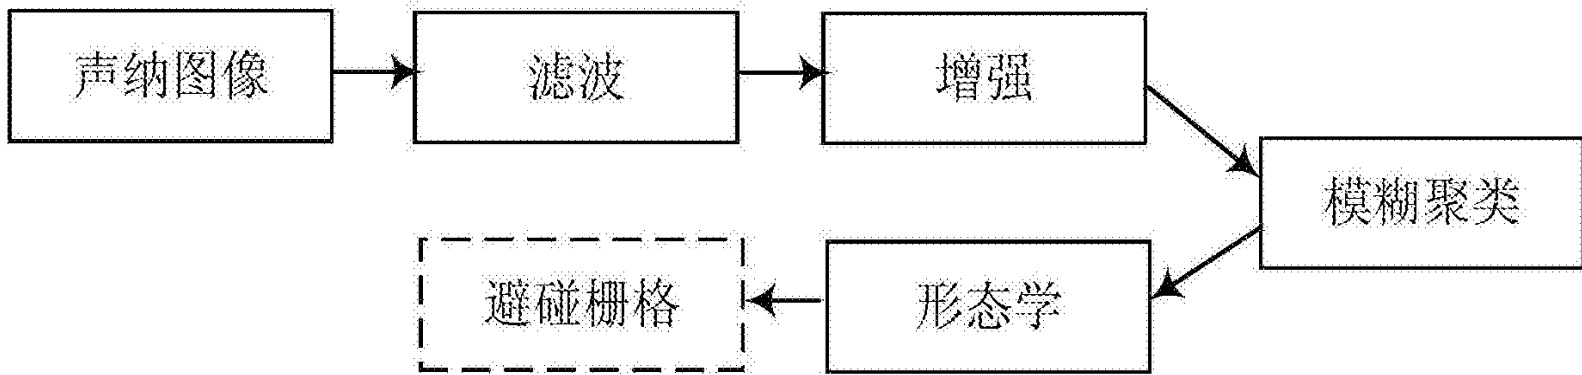 声纳图像
滤波
增强
模糊聚类
形态学
避碰栅格